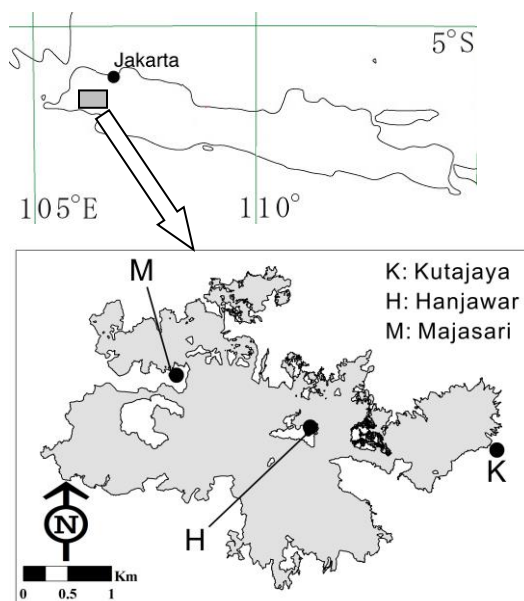 Jakarta
5°S
105°E
110°
M
K: Kutajaya
H: Hanjawar
M: Majasari
K
N
H
Km
0 0.5 1